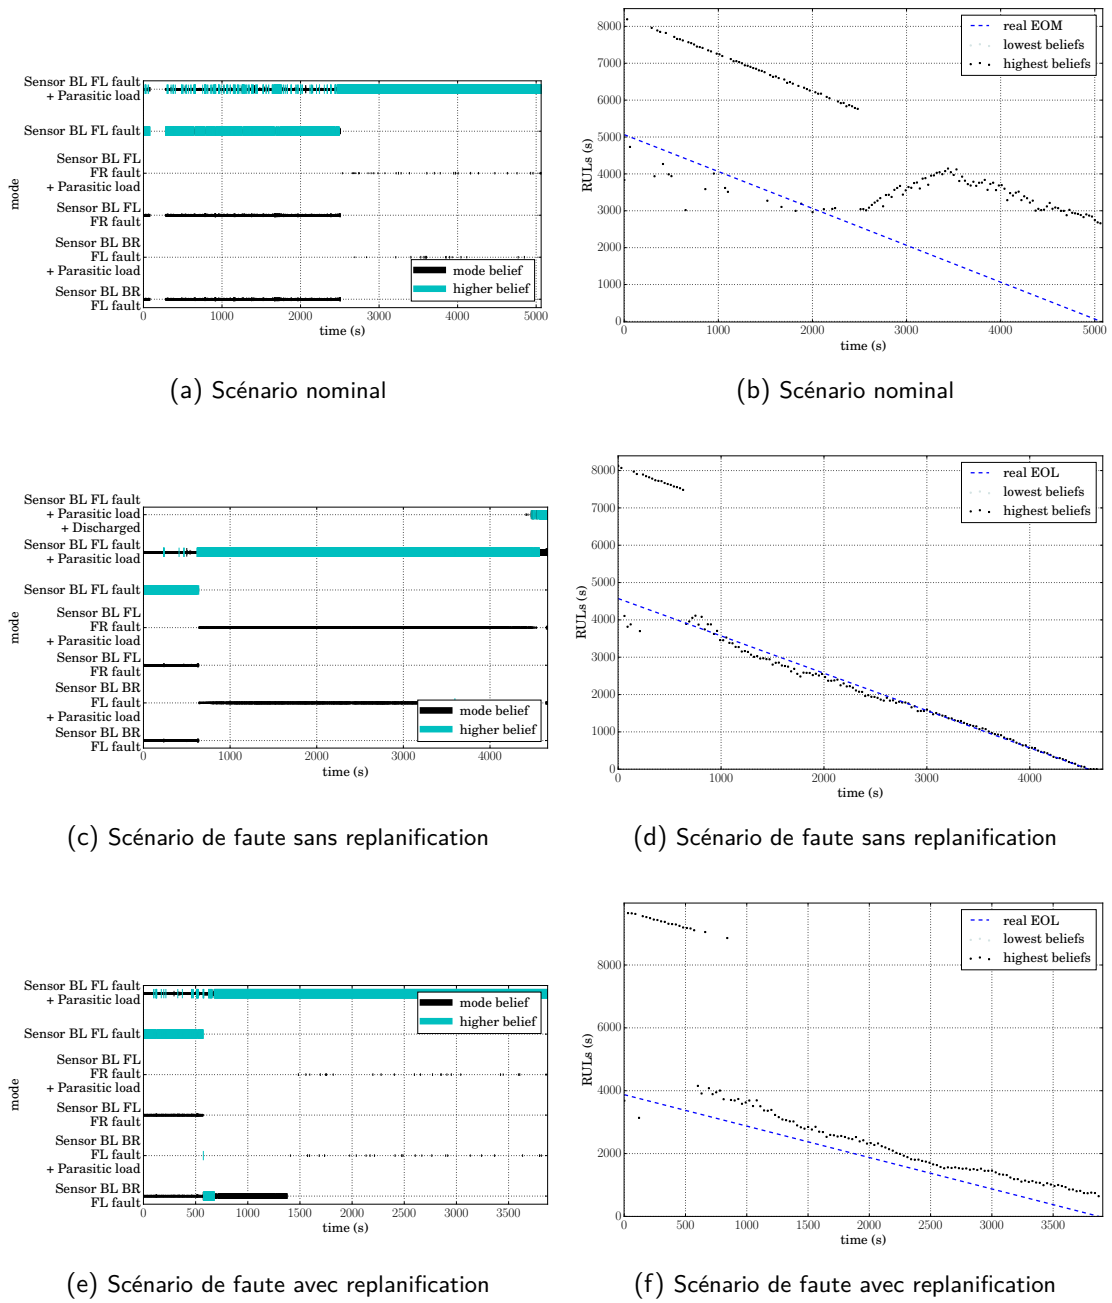 Sensor BL FL fault
+ Parasitic load
Sensor BL FL fault
Sensor BL FL
FR fault
+ Parasitic load
Sensor BL FL
FR fault
Sensor BL BR
FL fault
+ Parasitic load
Sensor BL BR
FL fault
mode
mode belief
higher belief
0 1000 2000 3000 4000 5000
time (s)
(a) Scénario nominal
8000
7000
6000
5000
4000
3000
2000
1000
0
RULs (s)
real EOM
lowest beliefs
highest beliefs
0 1000 2000 3000 4000 5000
time (s)
(b) Scénario nominal
Sensor BL FL fault
+ Parasitic load
+ Discharged
Sensor BL FL fault
+ Parasitic load
Sensor BL FL fault
Sensor BL FL
FR fault
+ Parasitic load
Sensor BL FL
FR fault
Sensor BL BR
FL fault
+ Parasitic load
Sensor BL BR
FL fault
mode
mode belief
higher belief
0 1000 2000 3000 4000
time (s)
(c) Scénario de faute sans replanification
8000
7000
6000
5000
4000
3000
2000
1000
0
RULs (s)
real EOL
lowest beliefs
highest beliefs
0 1000 2000 3000 4000
time (s)
(d) Scénario de faute sans replanification
Sensor BL FL fault
+ Parasitic load
Sensor BL FL fault
Sensor BL FL
FR fault
+ Parasitic load
Sensor BL FL
FR fault
Sensor BL BR
FL fault
+ Parasitic load
Sensor BL BR
FL fault
mode
mode belief
higher belief
0 500 1000 1500 2000 2500 3000 3500
time (s)
(e) Scénario de faute avec replanification
8000
6000
4000
2000
0
RULs (s)
real EOL
lowest beliefs
highest beliefs
0 500 1000 1500 2000 2500 3000 3500
time (s)
(f) Scénario de faute avec replanification